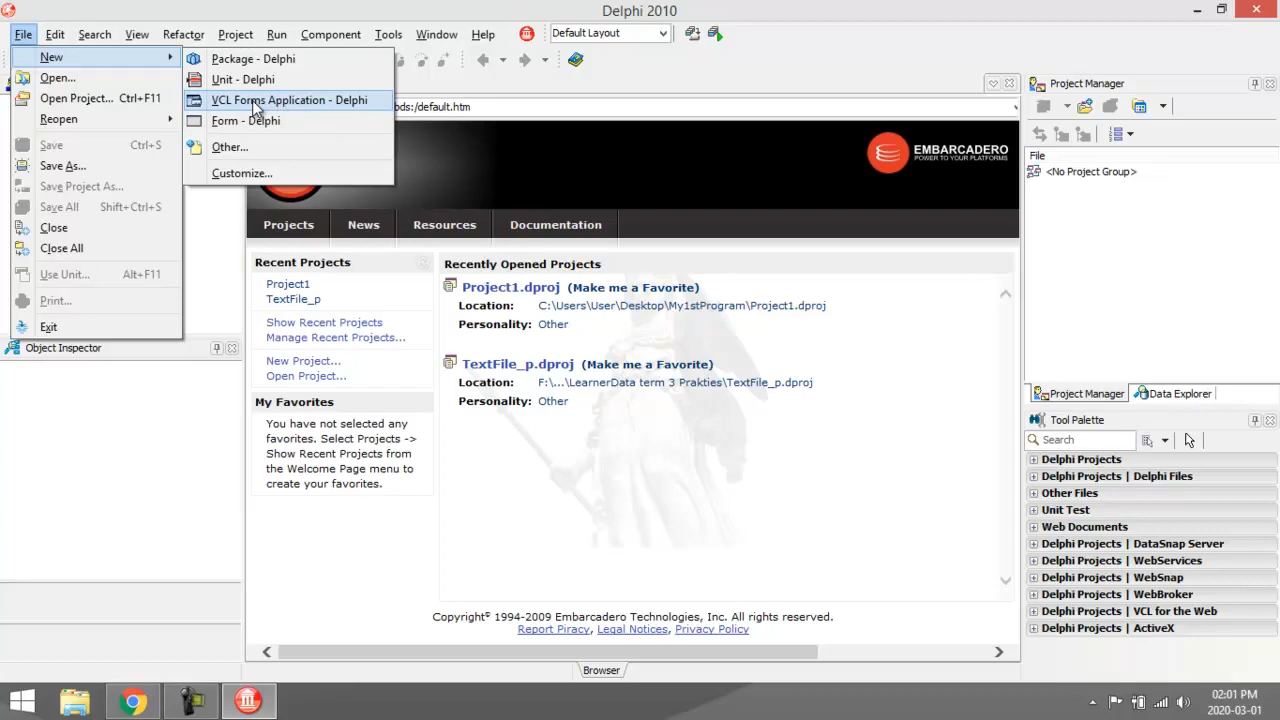 Delphi 2010
File Edit Search View Refactor Project Run Component Tools Window Help
Default Layout
New
Open...
Open Project... Ctrl+F11
Reopen
Save Ctrl+S
Save As...
Save Project As...
Save All Shift+Ctrl+S
Close
Close All
Use Unit... Alt+F11
Print...
Exit
Package - Delphi
Unit - Delphi
VCL Forms Application - Delphi
Form - Delphi
Other...
Customize...
bds:/default.htm
EMBARCADERO
POWER TO YOUR PLATFORMS
Projects News Resources Documentation
Recent Projects
Project1
TextFile_p
Show Recent Projects
Manage Recent Projects...
New Project...
Open Project...
My Favorites
You have not selected any
favorites. Select Projects ->
Show Recent Projects from
the Welcome Page menu to
create your favorites.
Recently Opened Projects
Project1.dproj (Make me a Favorite)
Location: C:\Users\User\Desktop\My1stProgram\Project1.dproj
Personality: Other
TextFile_p.dproj (Make me a Favorite)
Location: F:\...\LearnerData term 3 Prakties\TextFile_p.dproj
Personality: Other
Copyright© 1994-2009 Embarcadero Technologies, Inc. All rights reserved.
Report Piracy, Legal Notices, Privacy Policy
Browser
Object Inspector
Project Manager
File
<No Project Group>
Project Manager Data Explorer
Tool Palette
Search
Delphi Projects
Delphi Projects | Delphi Files
Other Files
Unit Test
Web Documents
Delphi Projects | DataSnap Server
Delphi Projects | WebServices
Delphi Projects | WebSnap
Delphi Projects | WebBroker
Delphi Projects | VCL for the Web
Delphi Projects | ActiveX
02:01 PM
2020-03-01